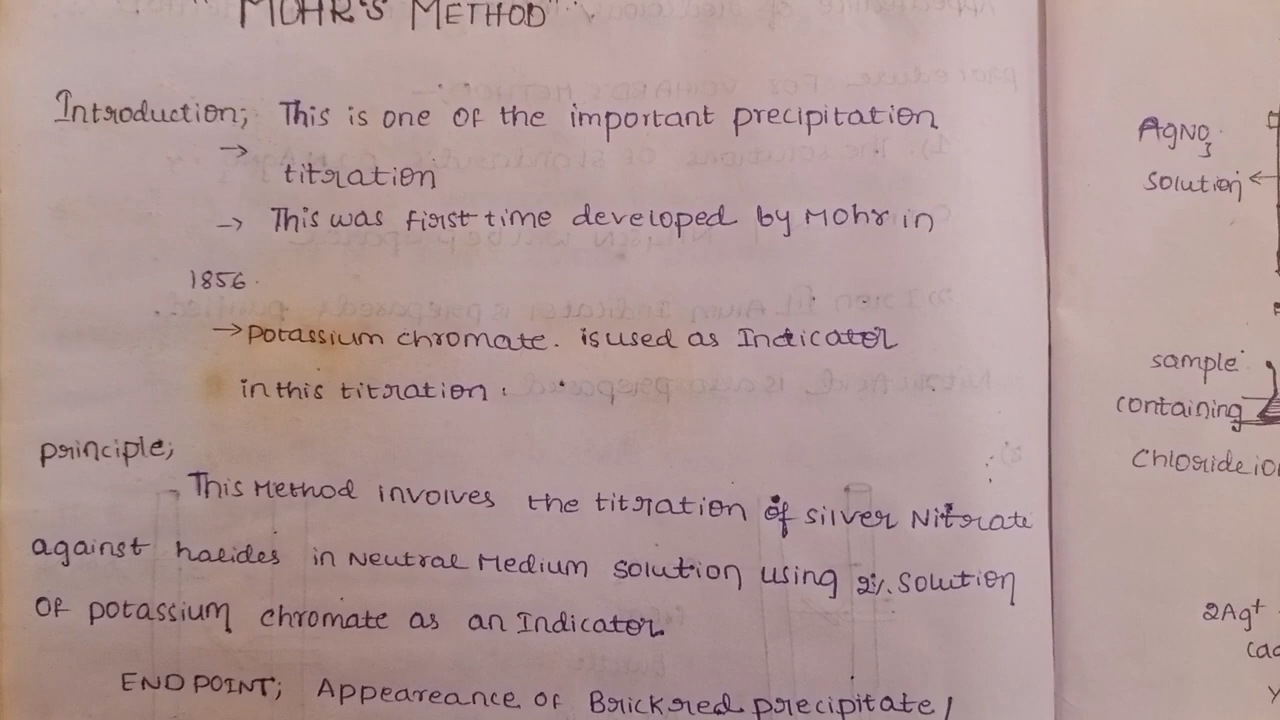 "MOHR'S METHOD"
Introduction; This is one OF the important precipitation
→ titration
→ This was first time developed by Mohr in
1856.
→ potassium chromate. is used as Indicator
in this titration.
principle;
This Method involves the titration of silver Nitrate
against halides in Neutral Medium solution using 2% solution
OF potassium chromate as an Indicator.
END POINT; Appeareance of Brick red precipitate /
AgNO3
solution ←
sample
containing
chloride
2Ag+